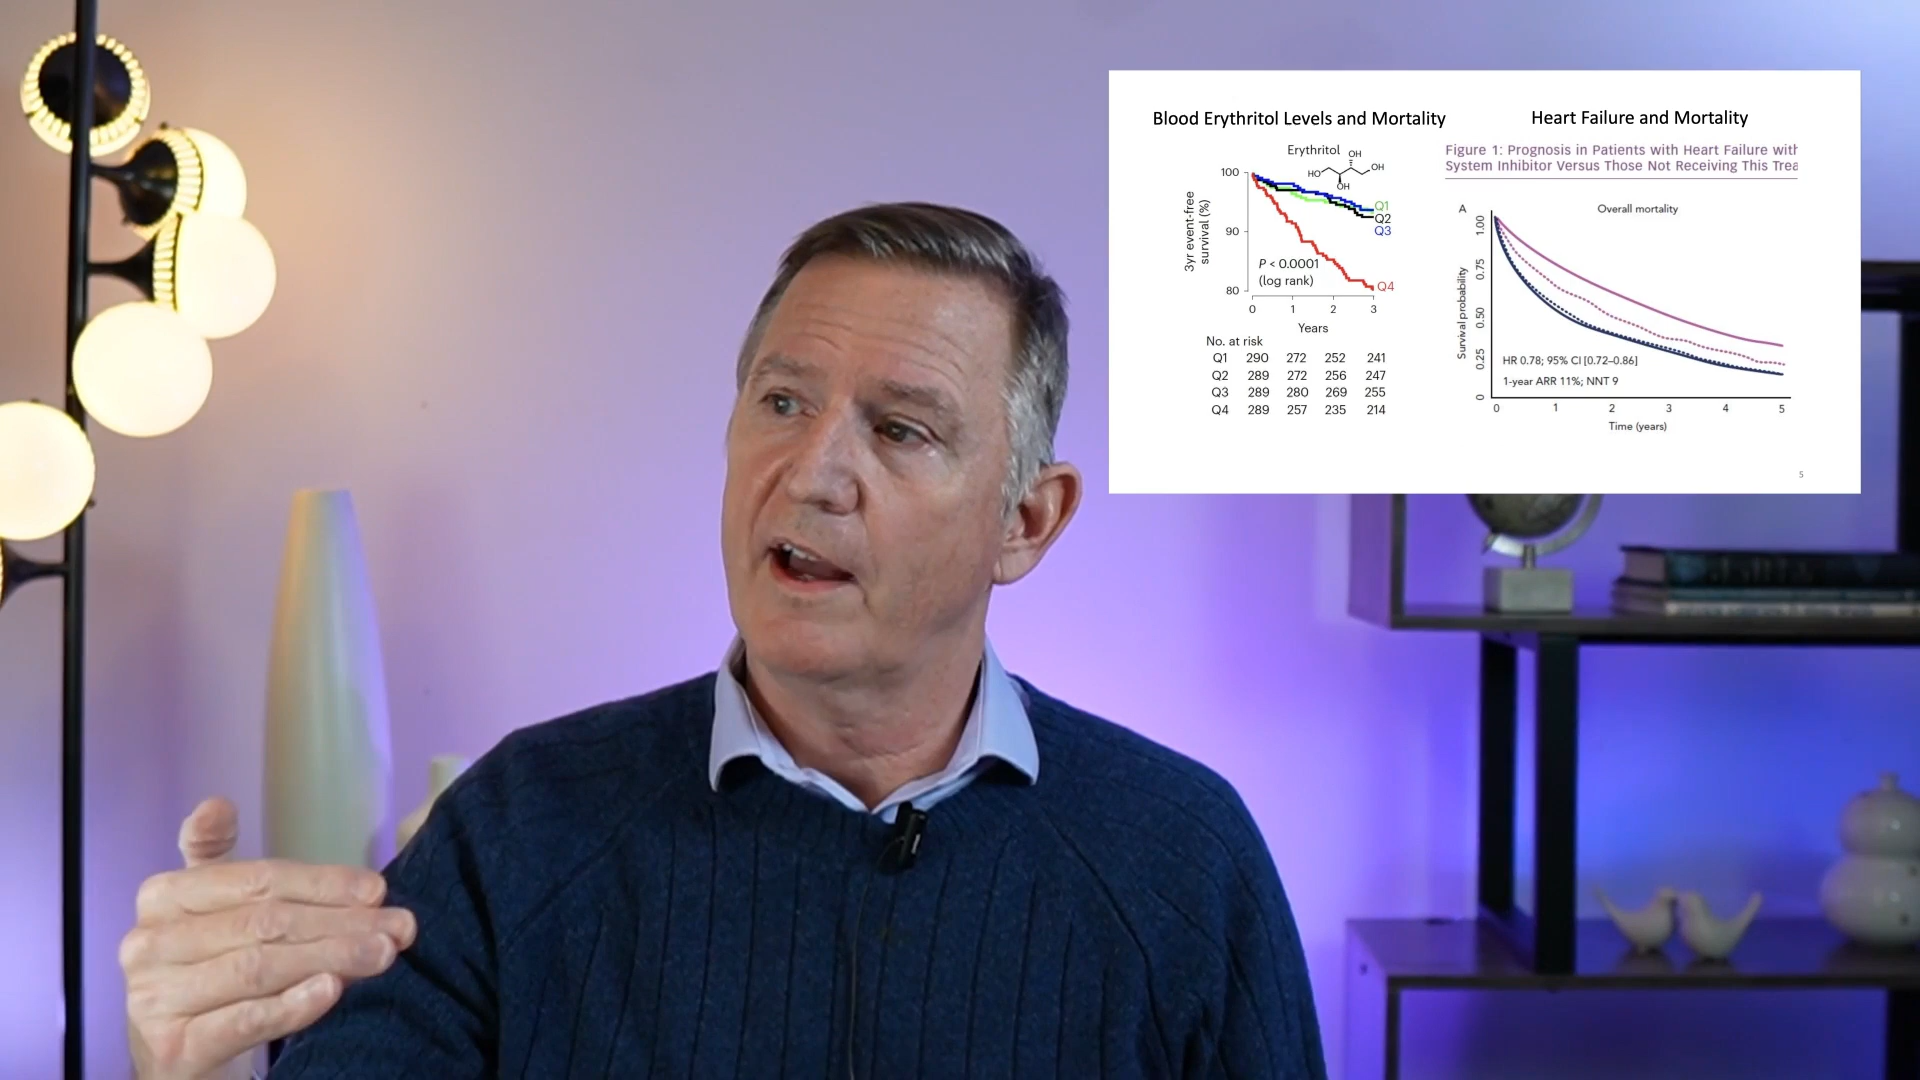 Blood Erythritol Levels and Mortality
Erythritol
OH
OH
HO
OH
100
90
80
3yr event-free
survival (%)
Q1
Q2
Q3
Q4
P < 0.0001
(log rank)
0 1 2 3
Years
No. at risk
Q1 290 272 252 241
Q2 289 272 256 247
Q3 289 280 269 255
Q4 289 257 235 214
Heart Failure and Mortality
Figure 1: Prognosis in Patients with Heart Failure with
System Inhibitor Versus Those Not Receiving This Trea
A
Overall mortality
Survival probability
1.00
0.75
0.50
0.25
0
HR 0.78; 95% CI [0.72–0.86]
1-year ARR 11%; NNT 9
0 1 2 3 4 5
Time (years)
5